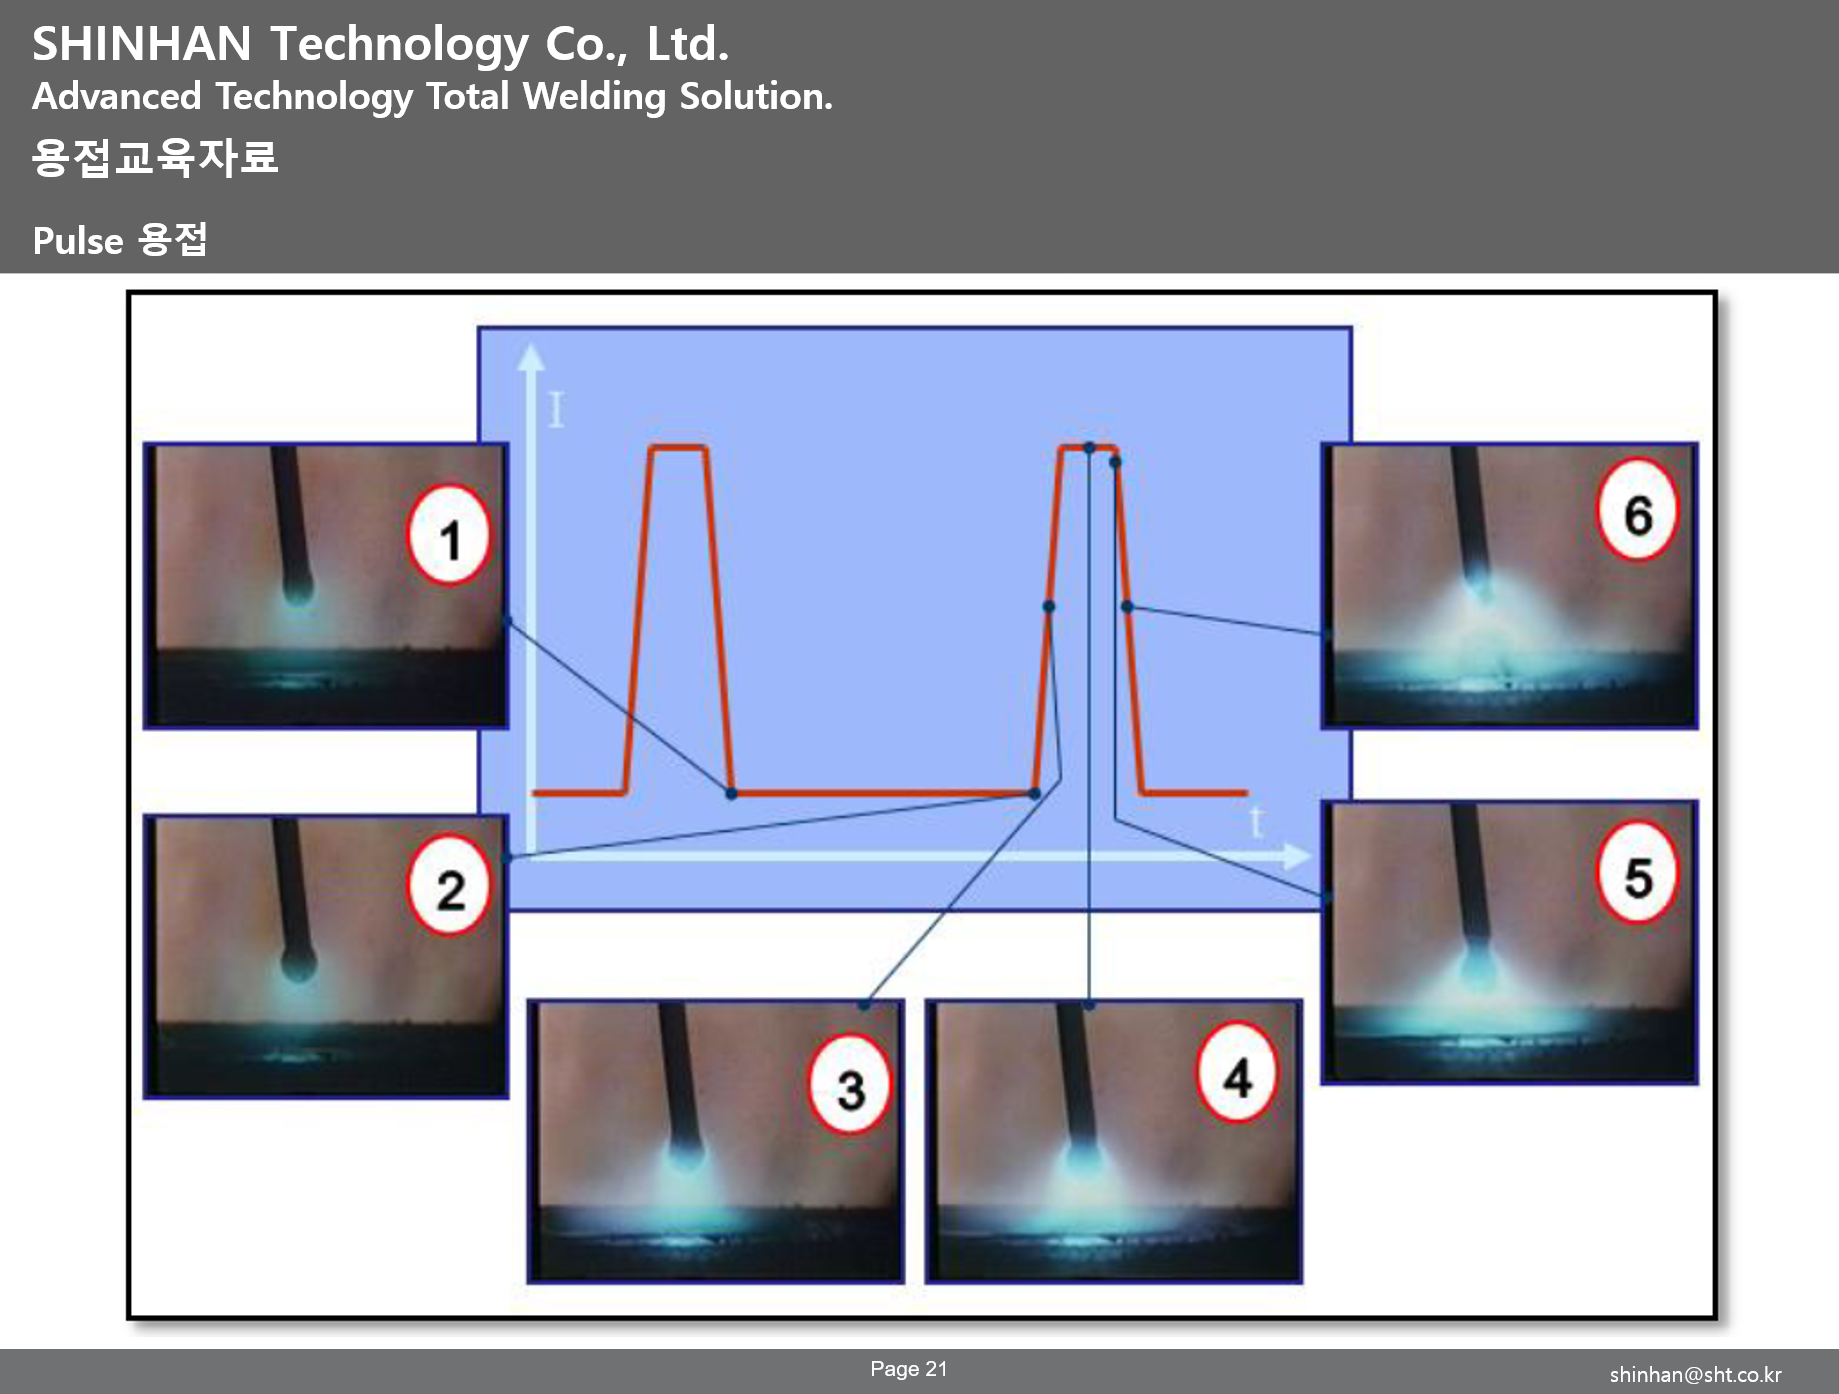 SHINHAN Technology Co., Ltd.
Advanced Technology Total Welding Solution.
용접교육자료
Pulse 용접
I
1
6
t
2
5
3
4
Page 21
shinhan@sht.co.kr